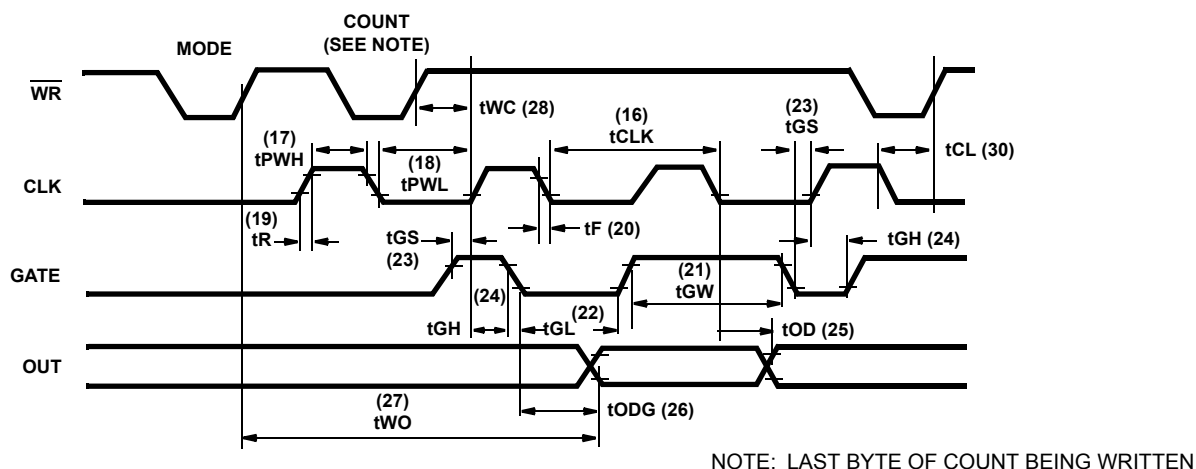 COUNT
(SEE NOTE)
MODE
WR
tWC (28)
(16)
tCLK
(23)
tGS
(17)
tPWH
(18)
tPWL
tCL (30)
CLK
(19)
tR
tF (20)
tGS
(23)
tGH (24)
GATE
(21)
tGW
(24)
(22)
tGH
tGL
tOD (25)
OUT
(27)
tWO
tODG (26)
NOTE: LAST BYTE OF COUNT BEING WRITTEN